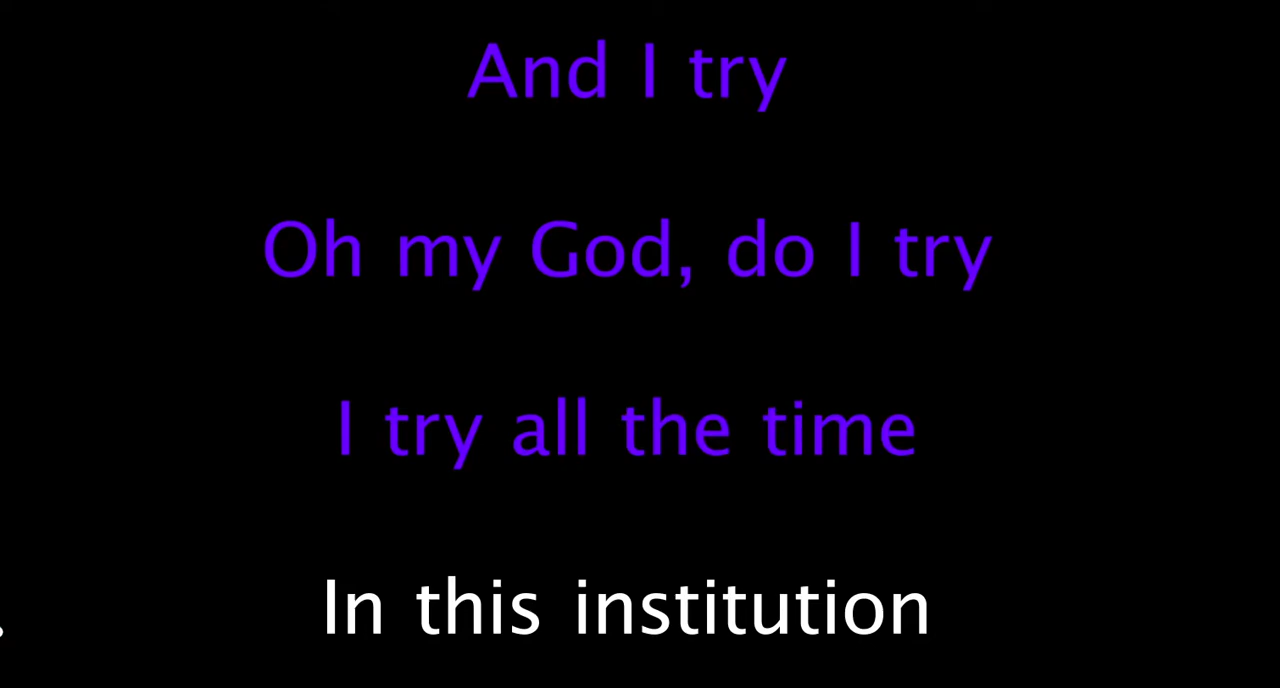 And I try
Oh my God, do I try
I try all the time
In this institution